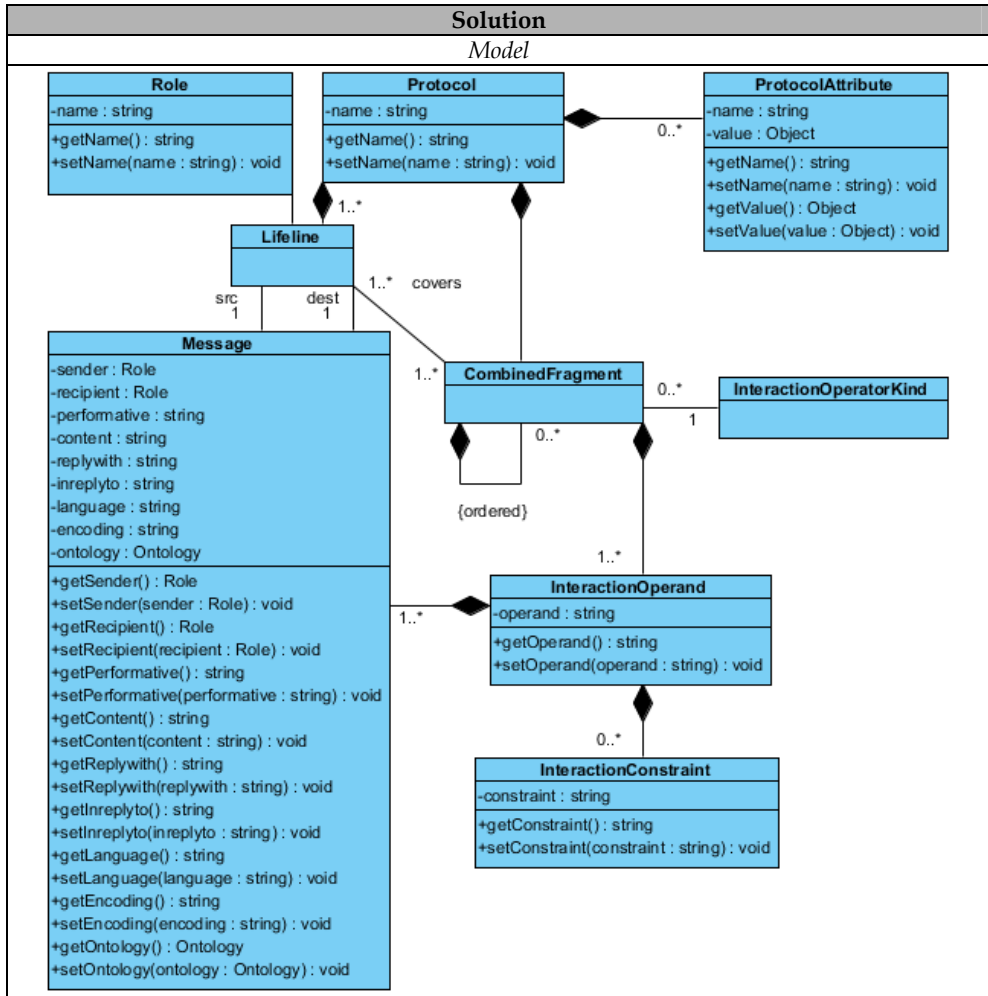 Solution
Model
Role
-name : string
+getName() : string
+setName(name : string) : void
Protocol
-name : string
+getName() : string
+setName(name : string) : void
ProtocolAttribute
-name : string
-value : Object
+getName() : string
+setName(name : string) : void
+getValue() : Object
+setValue(value : Object) : void
0..*
1..*
Lifeline
src
1
dest
1
1..* covers
1..*
Message
-sender : Role
-recipient : Role
-performative : string
-content : string
-replywith : string
-inreplyto : string
-language : string
-encoding : string
-ontology : Ontology
+getSender() : Role
+setSender(sender : Role) : void
+getRecipient() : Role
+setRecipient(recipient : Role) : void
+getPerformative() : string
+setPerformative(performative : string) : void
+getContent() : string
+setContent(content : string) : void
+getReplywith() : string
+setReplywith(replywith : string) : void
+getInreplyto() : string
+setInreplyto(inreplyto : string) : void
+getLanguage() : string
+setLanguage(language : string) : void
+getEncoding() : string
+setEncoding(encoding : string) : void
+getOntology() : Ontology
+setOntology(ontology : Ontology) : void
CombinedFragment
0..*
1
InteractionOperatorKind
0..*
{ordered}
1..*
InteractionOperand
-operand : string
+getOperand() : string
+setOperand(operand : string) : void
1..*
0..*
InteractionConstraint
-constraint : string
+getConstraint() : string
+setConstraint(constraint : string) : void